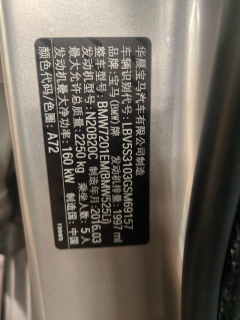 华晨宝马汽车有限公司制造
车辆识别代号: LBV5S3103GSM69157
品牌: 宝马(BMW)牌 发动机排量: 1997 ml
整车型号: BMW7201EM(BMW525Li)
发动机型号: N20B20C 制造年月: 2016.03
最大允许总质量: 2250 kg 乘坐人数: 5 人
发动机最大净功率: 160 kW 制造国: 中国
颜色代码/色圈: A72